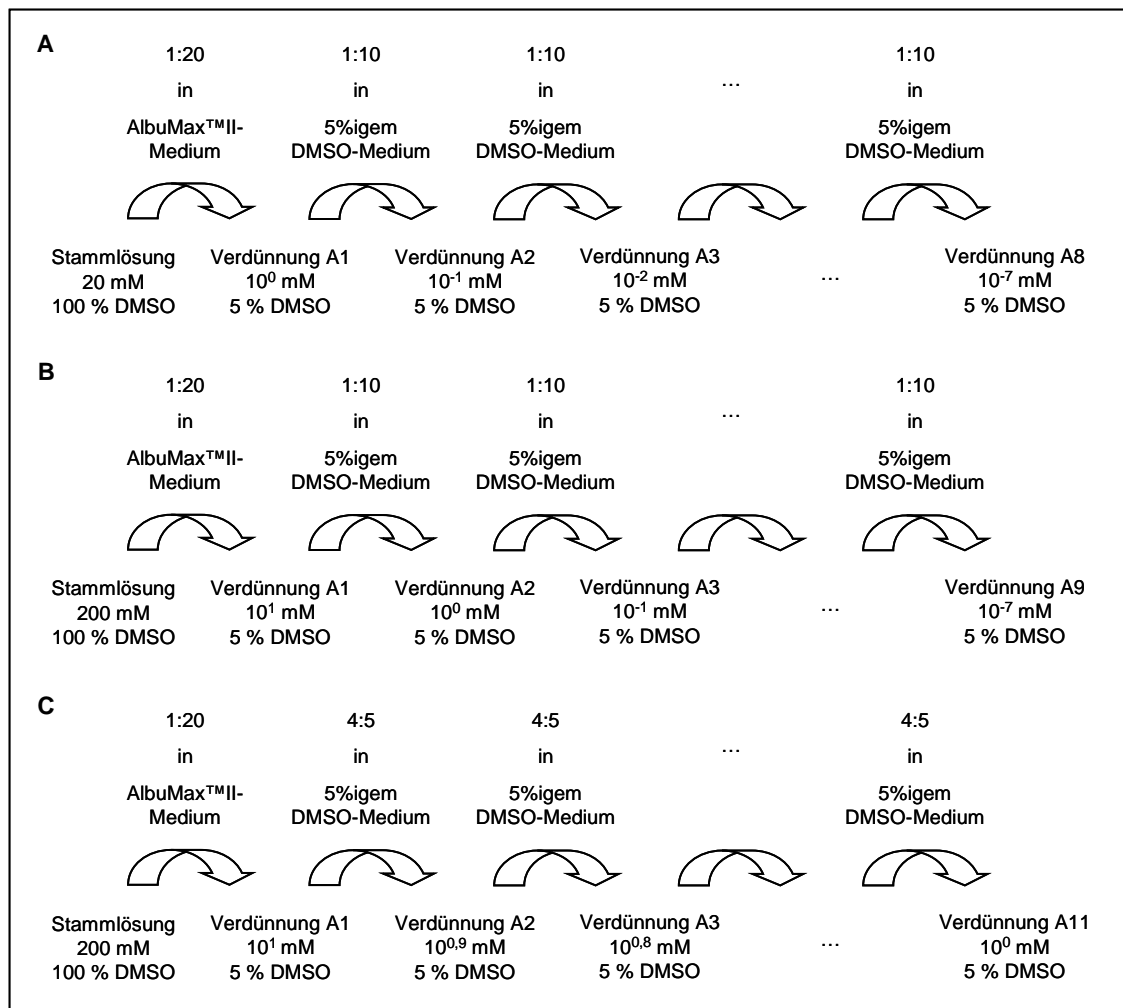 A
1:20 1:10 1:10 1:10
in in in ... in
AlbuMax™II- 5%igem 5%igem 5%igem
Medium DMSO-Medium DMSO-Medium DMSO-Medium
Stammlösung Verdünnung A1 Verdünnung A2 Verdünnung A3 Verdünnung A8
20 mM 10⁰ mM 10⁻¹ mM 10⁻² mM ... 10⁻⁷ mM
100 % DMSO 5 % DMSO 5 % DMSO 5 % DMSO 5 % DMSO
B
1:20 1:10 1:10 1:10
in in in ... in
AlbuMax™II- 5%igem 5%igem 5%igem
Medium DMSO-Medium DMSO-Medium DMSO-Medium
Stammlösung Verdünnung A1 Verdünnung A2 Verdünnung A3 Verdünnung A9
200 mM 10¹ mM 10⁰ mM 10⁻¹ mM ... 10⁻⁷ mM
100 % DMSO 5 % DMSO 5 % DMSO 5 % DMSO 5 % DMSO
C
1:20 4:5 4:5 4:5
in in in ... in
AlbuMax™II- 5%igem 5%igem 5%igem
Medium DMSO-Medium DMSO-Medium DMSO-Medium
Stammlösung Verdünnung A1 Verdünnung A2 Verdünnung A3 Verdünnung A11
200 mM 10¹ mM 10⁰,⁹ mM 10⁰,⁸ mM ... 10⁰ mM
100 % DMSO 5 % DMSO 5 % DMSO 5 % DMSO 5 % DMSO